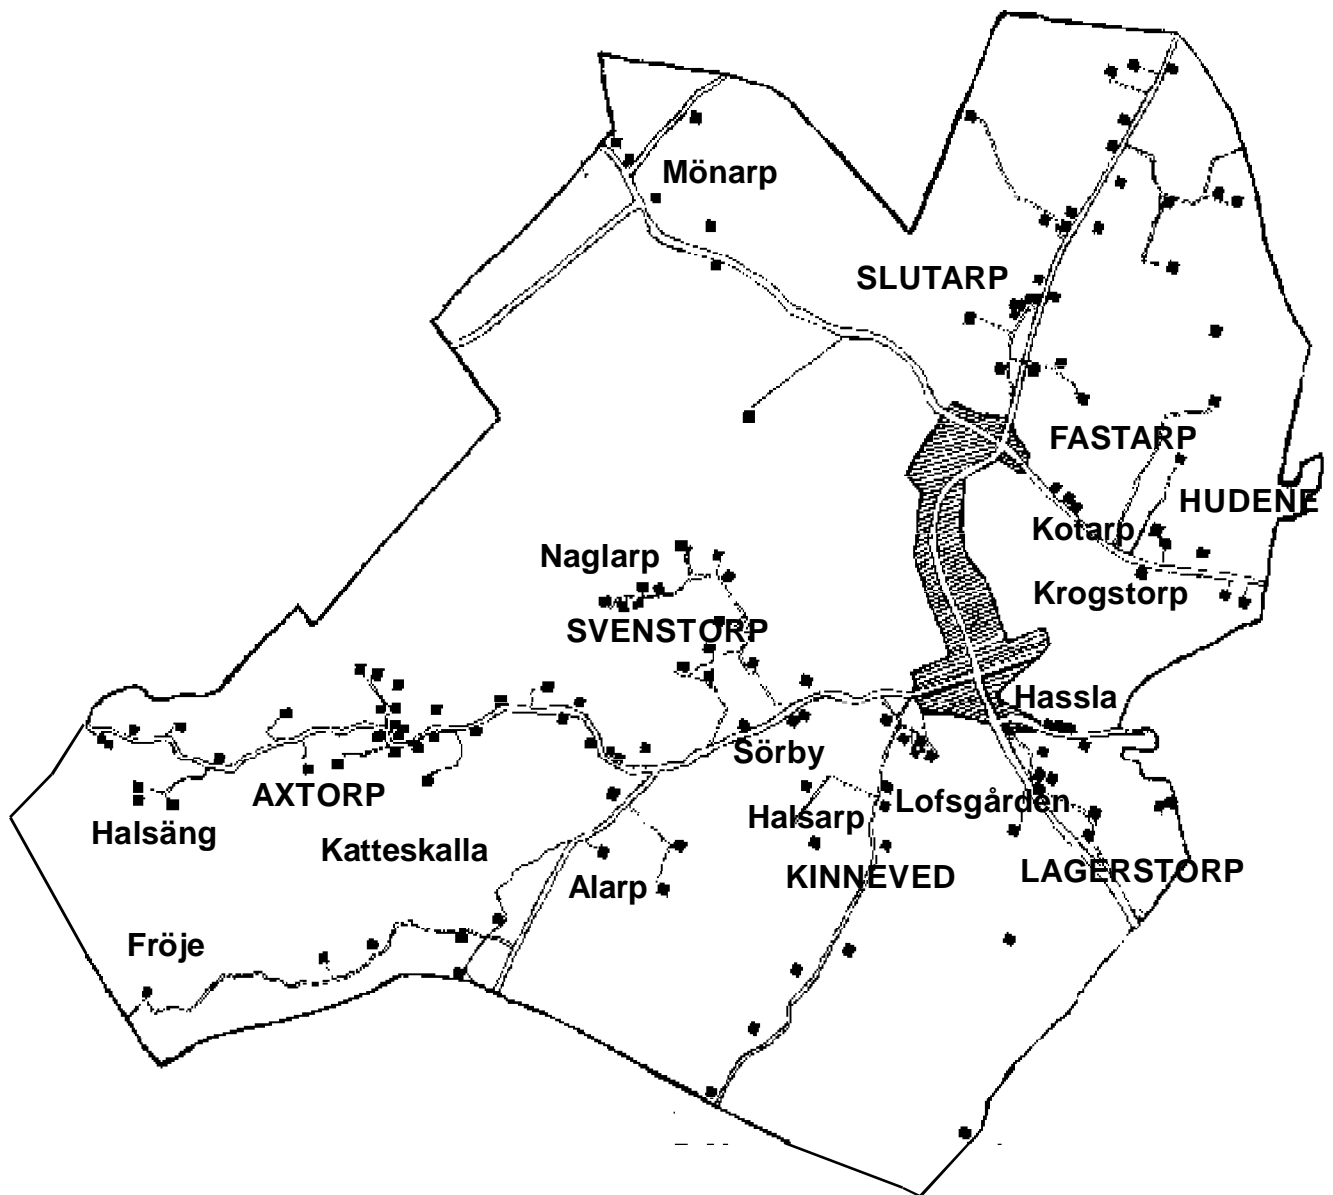 Mönarp
SLUTARP
FASTARP
HUDENE
Kotarp
Naglarp
Krogstorp
SVENSTORP
Hassla
Sörby
AXTORP
Lofsgården
Halsarp
Halsäng
Katteskalla
LAGERSTORP
KINNEVED
Alarp
Fröje